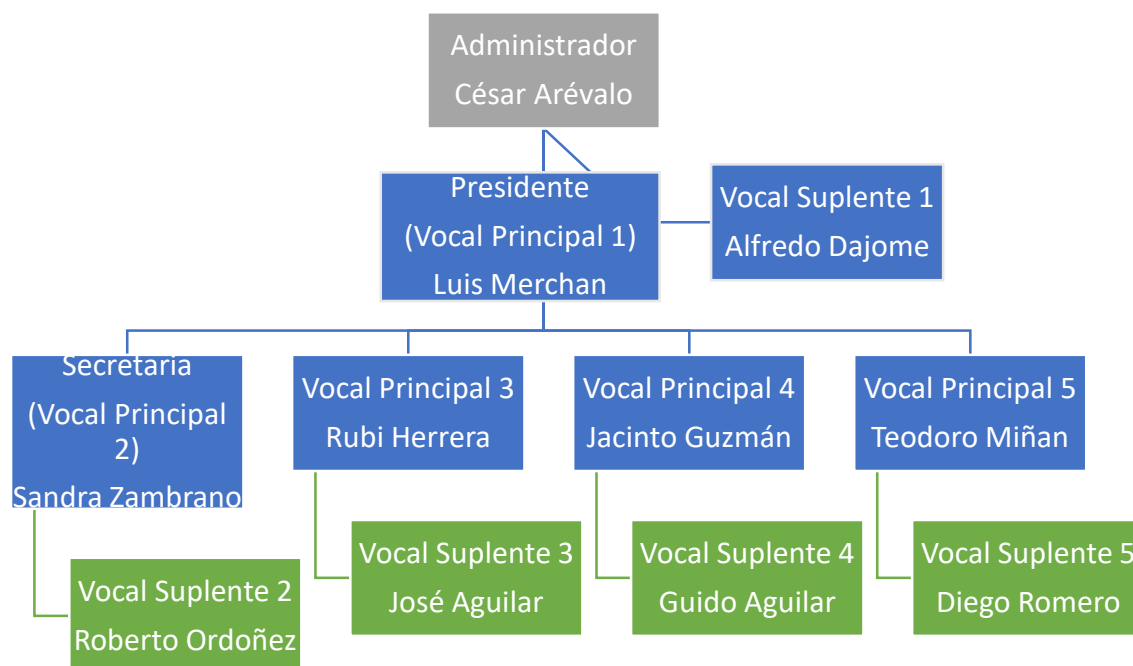 Administrador
César Arévalo
Presidente
(Vocal Principal 1)
Luis Merchan
Vocal Suplente 1
Alfredo Dajome
Secretaria
(Vocal Principal
2)
Sandra Zambrano
Vocal Principal 3
Rubi Herrera
Vocal Principal 4
Jacinto Guzmán
Vocal Principal 5
Teodoro Miñan
Vocal Suplente 2
Roberto Ordoñez
Vocal Suplente 3
José Aguilar
Vocal Suplente 4
Guido Aguilar
Vocal Suplente 5
Diego Romero